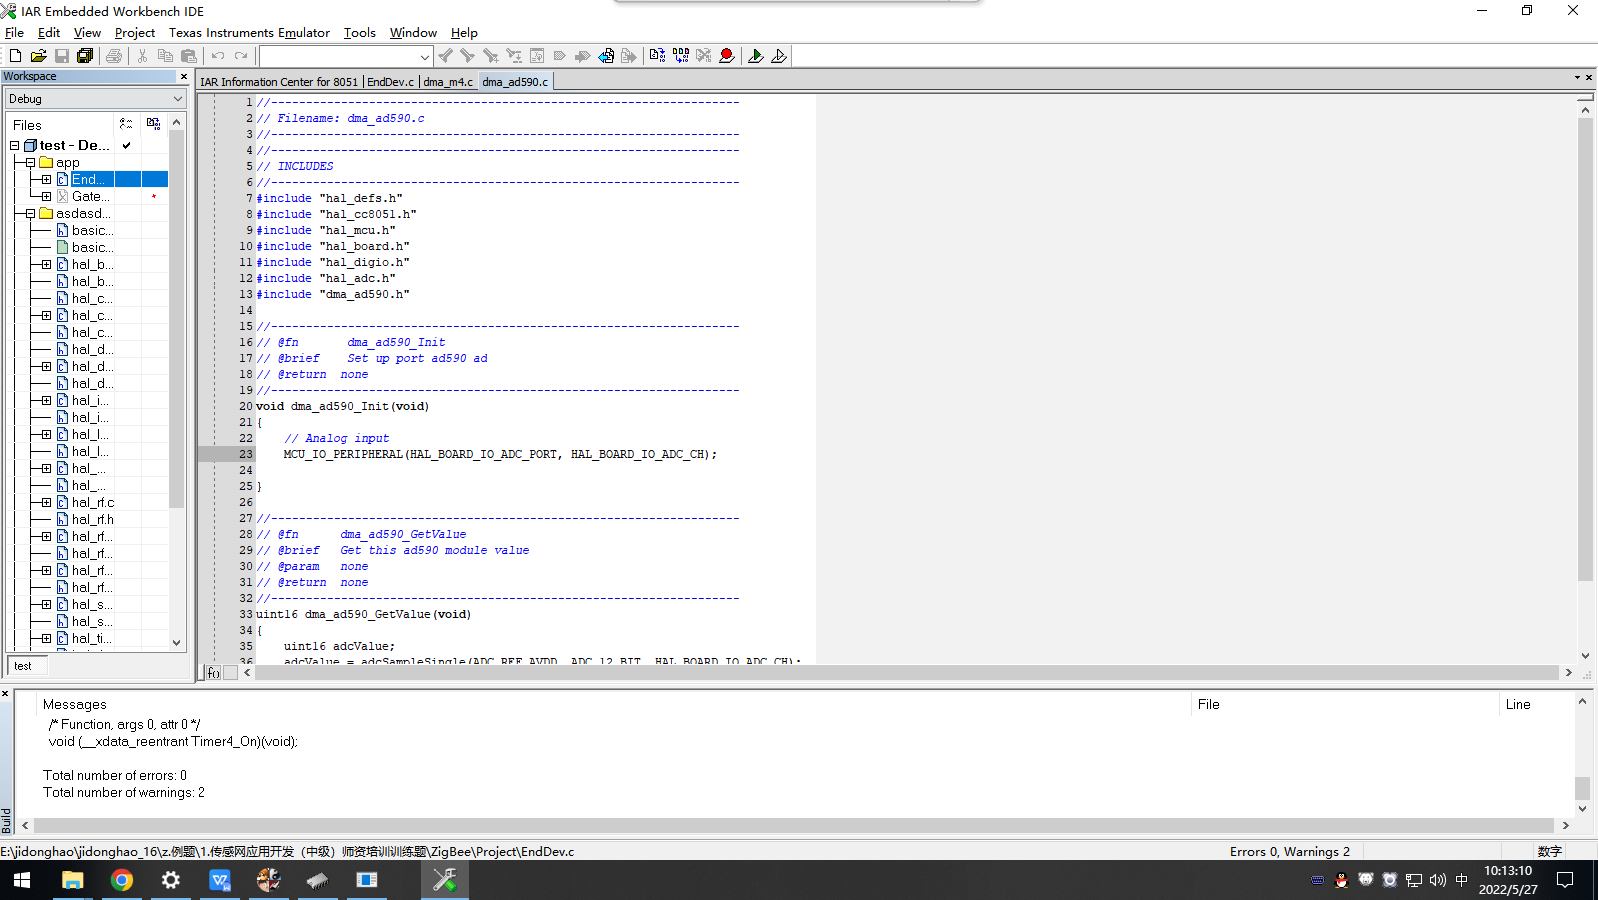 IAR Embedded Workbench IDE
File Edit View Project Texas Instruments Emulator Tools Window Help
Workspace
Debug
Files
test - De...
app
End...
Gate...
asdasd...
basic...
basic...
hal_b...
hal_b...
hal_c...
hal_c...
hal_c...
hal_d...
hal_d...
hal_d...
hal_i...
hal_i...
hal_l...
hal_l...
hal_...
hal_...
hal_rf.c
hal_rf.h
hal_rf...
hal_rf...
hal_rf...
hal_rf...
hal_s...
hal_s...
hal_ti...
test
IAR Information Center for 8051 EndDev.c dma_m4.c dma_ad590.c
1 //-------------------------------------------------------------------
2 // Filename: dma_ad590.c
3 //-------------------------------------------------------------------
4 //-------------------------------------------------------------------
5 // INCLUDES
6 //-------------------------------------------------------------------
7 #include "hal_defs.h"
8 #include "hal_cc8051.h"
9 #include "hal_mcu.h"
10 #include "hal_board.h"
11 #include "hal_digio.h"
12 #include "hal_adc.h"
13 #include "dma_ad590.h"
14
15 //-------------------------------------------------------------------
16 // @fn       dma_ad590_Init
17 // @brief    Set up port ad590 ad
18 // @return  none
19 //-------------------------------------------------------------------
20 void dma_ad590_Init(void)
21 {
22     // Analog input
23     MCU_IO_PERIPHERAL(HAL_BOARD_IO_ADC_PORT, HAL_BOARD_IO_ADC_CH);
24
25 }
26
27 //-------------------------------------------------------------------
28 // @fn      dma_ad590_GetValue
29 // @brief   Get this ad590 module value
30 // @param   none
31 // @return  none
32 //-------------------------------------------------------------------
33 uint16 dma_ad590_GetValue(void)
34 {
35     uint16 adcValue;
36     adcValue = adcSampleSingle(ADC_REF_AVDD, ADC_12_BIT, HAL_BOARD_IO_ADC_CH);
f()
Messages File Line
/* Function, args 0, attr 0 */
void (__xdata_reentrant Timer4_On)(void);
Total number of errors: 0
Total number of warnings: 2
Build
E:\jidonghao\jidonghao_16\z.例题\1.传感网应用开发（中级）师资培训训练题\ZigBee\Project\EndDev.c Errors 0, Warnings 2 数字
中
10:13:10
2022/5/27